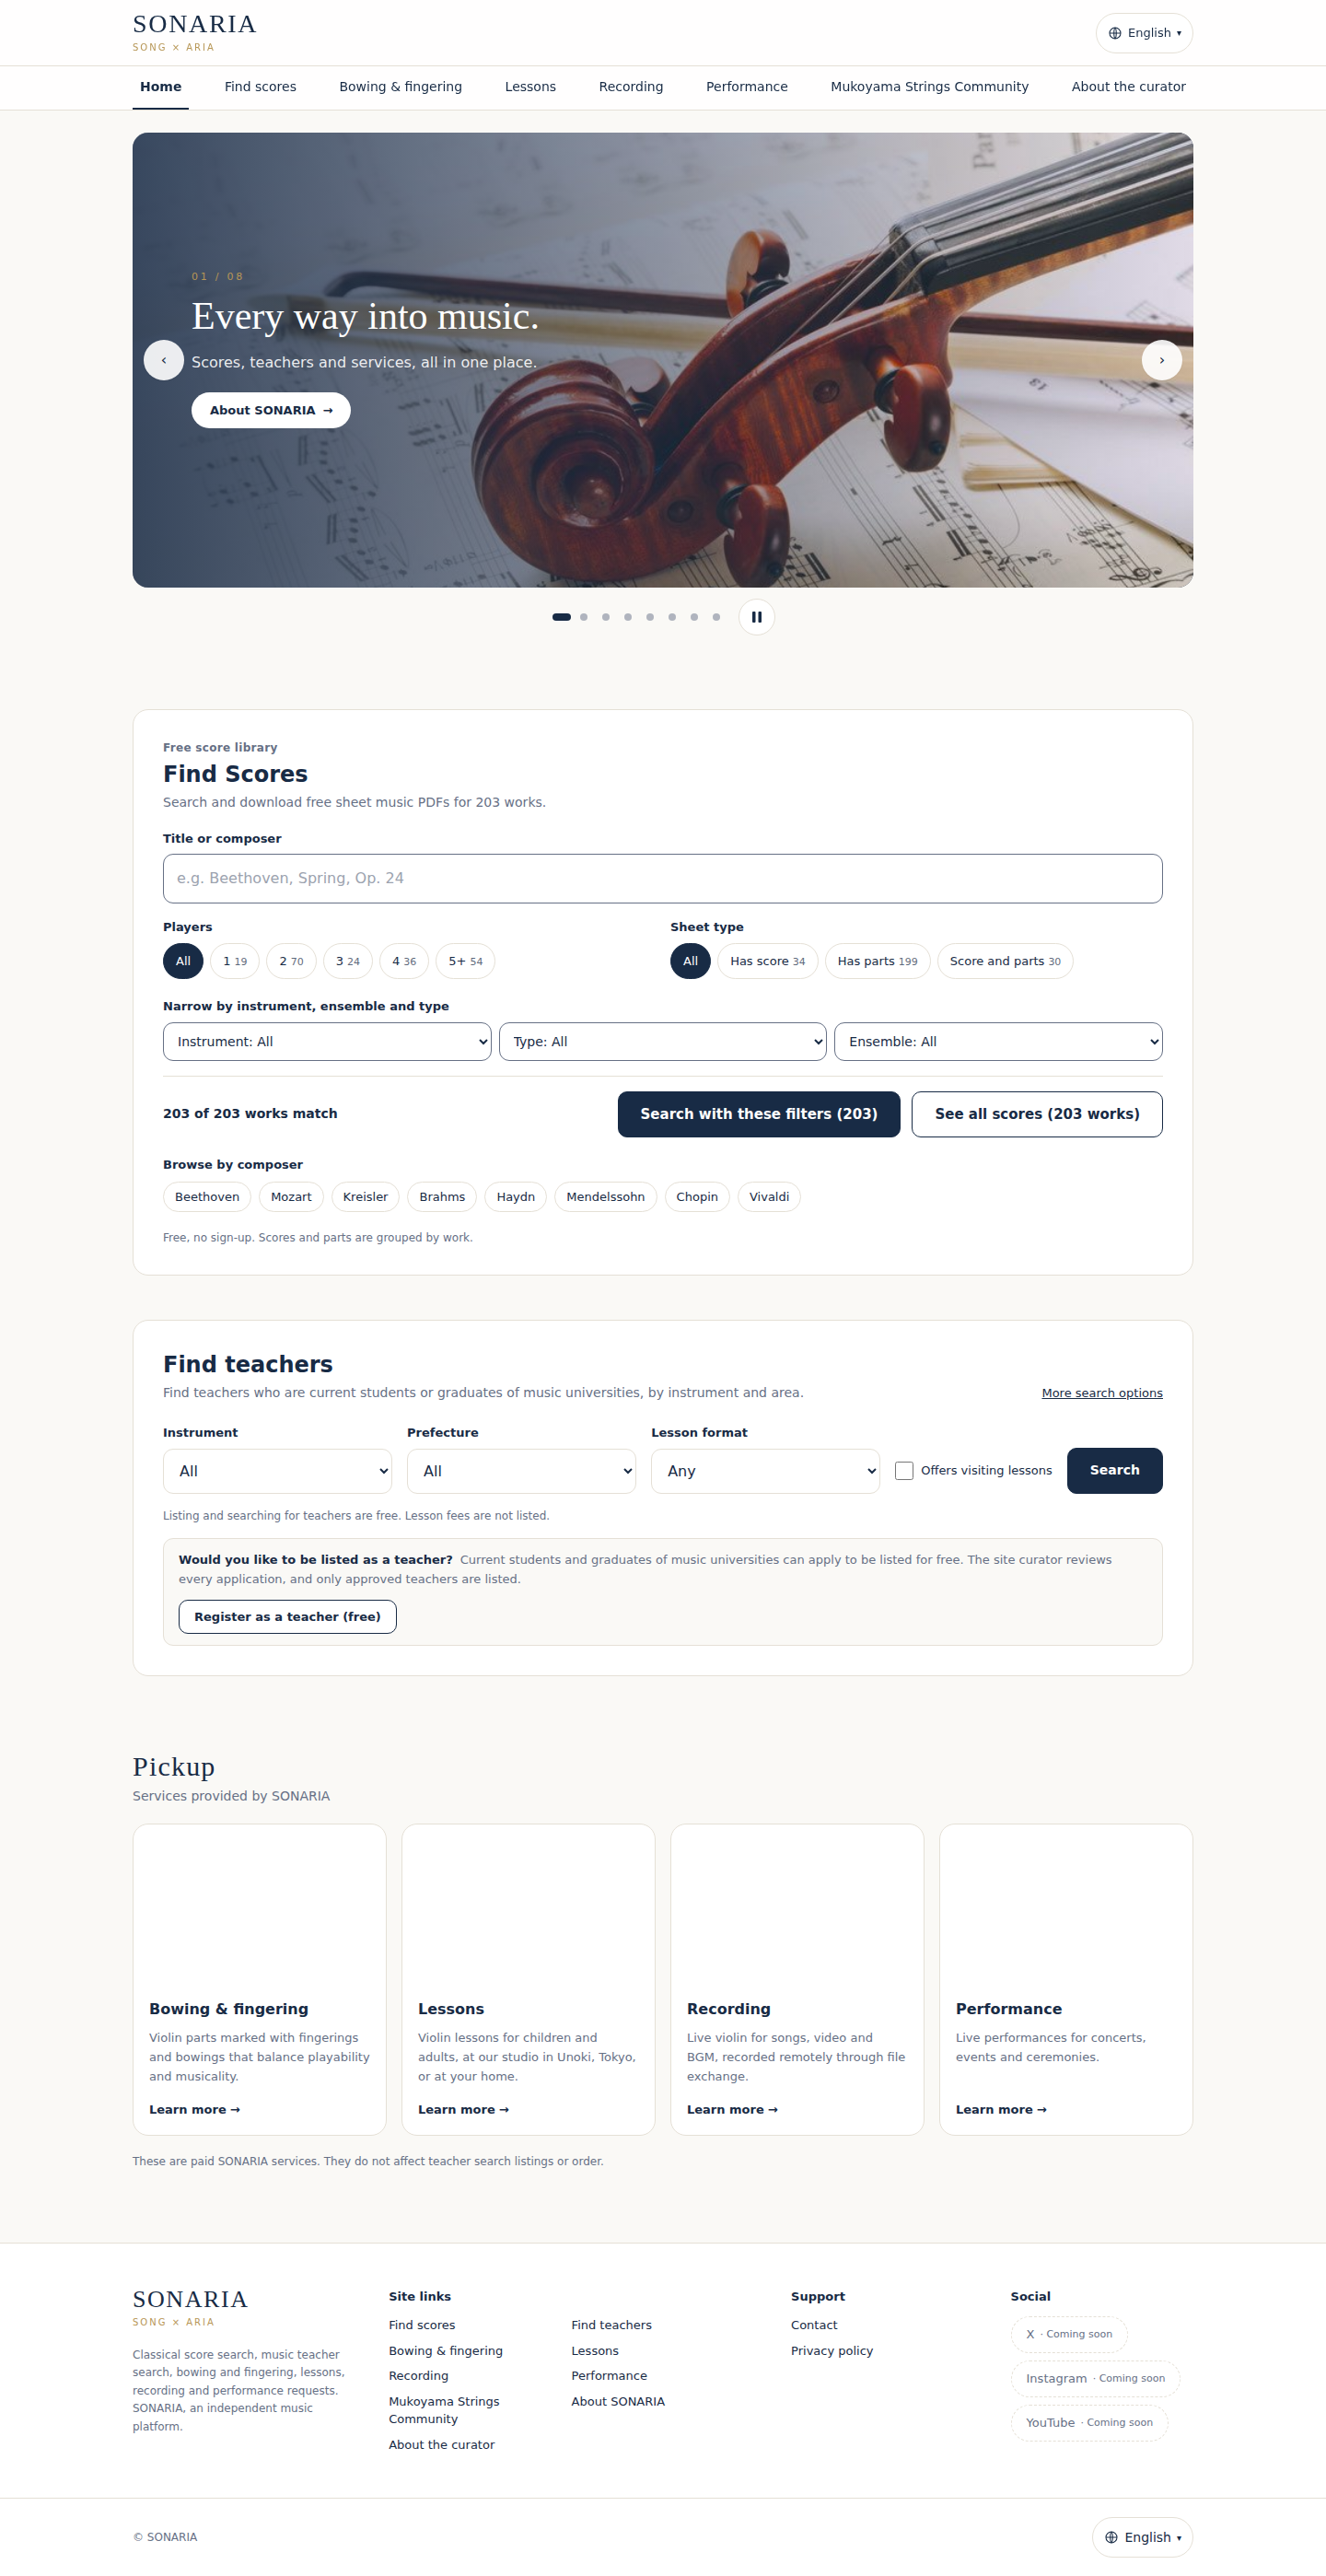 SONARIA
SONG × ARIA
English ▾
Home
Find scores
Bowing & fingering
Lessons
Recording
Performance
Mukoyama Strings Community
About the curator
01 / 08
Every way into music.
Scores, teachers and services, all in one place.
About SONARIA →
Free score library
Find Scores
Search and download free sheet music PDFs for 203 works.
Title or composer
e.g. Beethoven, Spring, Op. 24
Players
All
1 19
2 70
3 24
4 36
5+ 54
Sheet type
All
Has score 34
Has parts 199
Score and parts 30
Narrow by instrument, ensemble and type
Instrument: All
Type: All
Ensemble: All
203 of 203 works match
Search with these filters (203)
See all scores (203 works)
Browse by composer
Beethoven
Mozart
Kreisler
Brahms
Haydn
Mendelssohn
Chopin
Vivaldi
Free, no sign-up. Scores and parts are grouped by work.
Find teachers
Find teachers who are current students or graduates of music universities, by instrument and area.
More search options
Instrument
All
Prefecture
All
Lesson format
Any
Offers visiting lessons
Search
Listing and searching for teachers are free. Lesson fees are not listed.
Would you like to be listed as a teacher? Current students and graduates of music universities can apply to be listed for free. The site curator reviews
every application, and only approved teachers are listed.
Register as a teacher (free)
Pickup
Services provided by SONARIA
Bowing & fingering
Violin parts marked with fingerings
and bowings that balance playability
and musicality.
Learn more →
Lessons
Violin lessons for children and
adults, at our studio in Unoki, Tokyo,
or at your home.
Learn more →
Recording
Live violin for songs, video and
BGM, recorded remotely through file
exchange.
Learn more →
Performance
Live performances for concerts,
events and ceremonies.
Learn more →
These are paid SONARIA services. They do not affect teacher search listings or order.
SONARIA
SONG × ARIA
Classical score search, music teacher
search, bowing and fingering, lessons,
recording and performance requests.
SONARIA, an independent music
platform.
Site links
Find scores
Find teachers
Bowing & fingering
Lessons
Recording
Performance
Mukoyama Strings
Community
About SONARIA
About the curator
Support
Contact
Privacy policy
Social
X · Coming soon
Instagram · Coming soon
YouTube · Coming soon
© SONARIA
English ▾